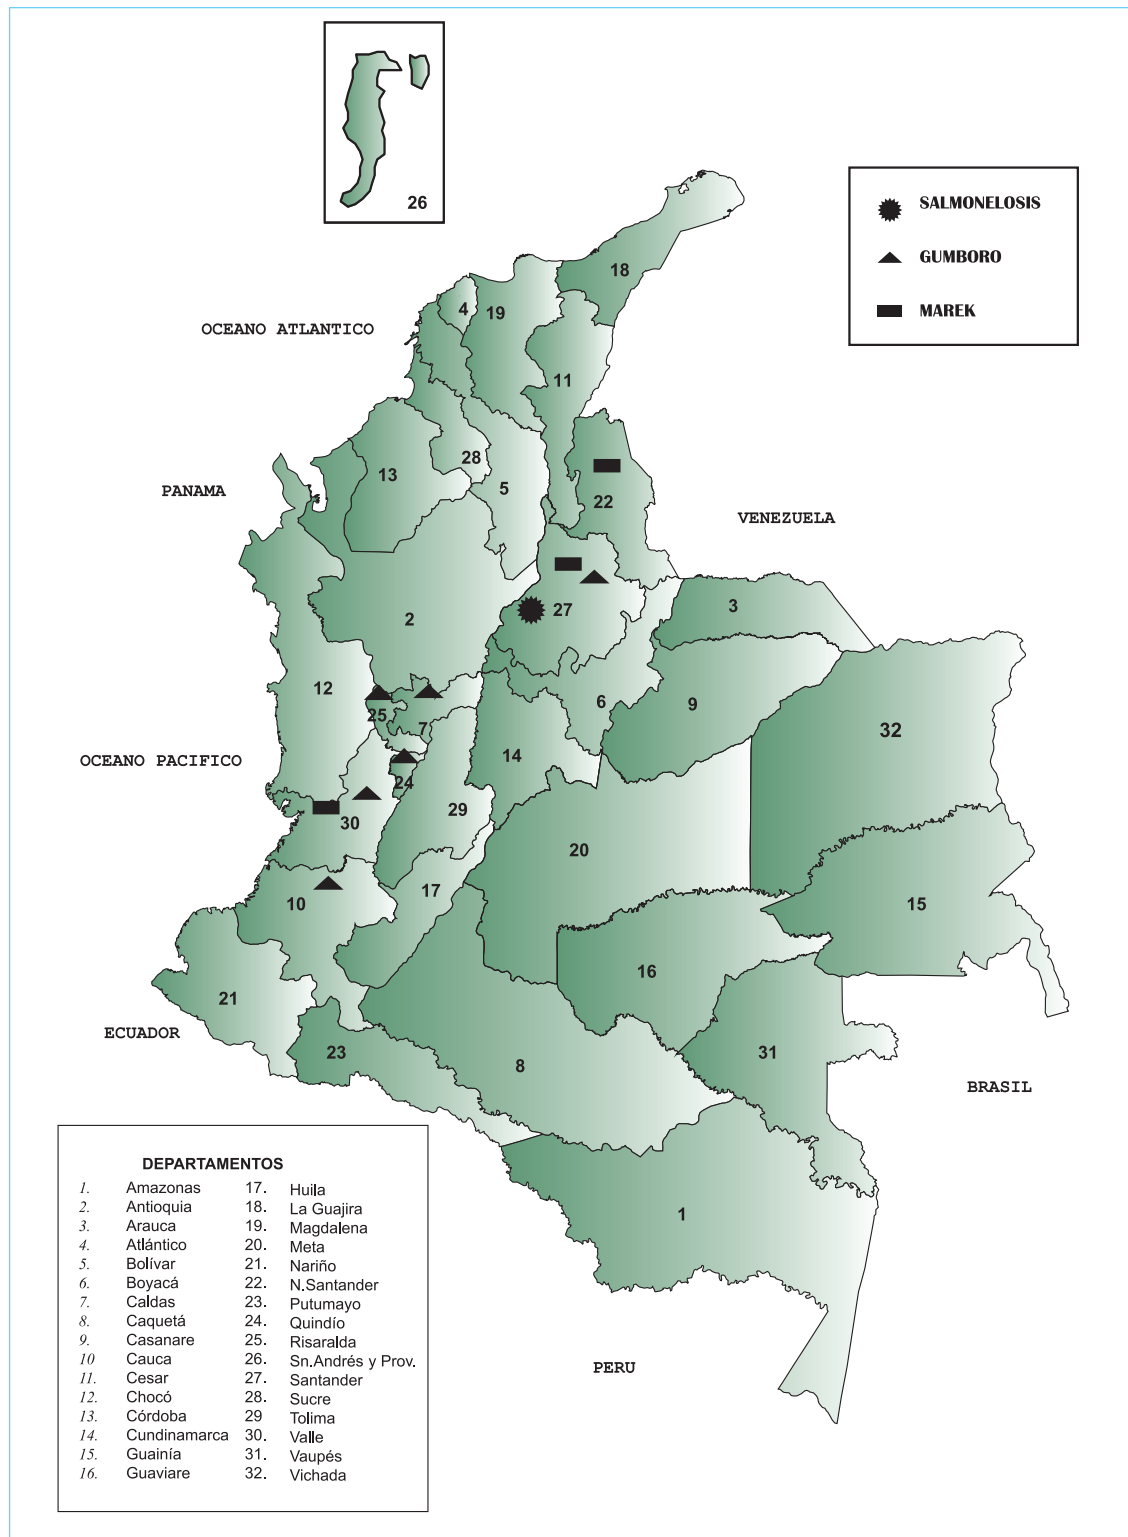 26
SALMONELOSIS
GUMBORO
MAREK
18
4
19
OCEANO ATLANTICO
11
28
13
5
PANAMA
22
VENEZUELA
27
3
2
12
25
7
6
9
32
OCEANO PACIFICO
14
24
30
29
20
17
10
15
16
21
ECUADOR
23
8
31
BRASIL
1
PERU
DEPARTAMENTOS
1. Amazonas 17. Huila
2. Antioquia 18. La Guajira
3. Arauca 19. Magdalena
4. Atlántico 20. Meta
5. Bolívar 21. Nariño
6. Boyacá 22. N.Santander
7. Caldas 23. Putumayo
8. Caquetá 24. Quindío
9. Casanare 25. Risaralda
10 Cauca 26. Sn.Andrés y Prov.
11. Cesar 27. Santander
12. Chocó 28. Sucre
13. Córdoba 29 Tolima
14. Cundinamarca 30. Valle
15. Guainía 31. Vaupés
16. Guaviare 32. Vichada